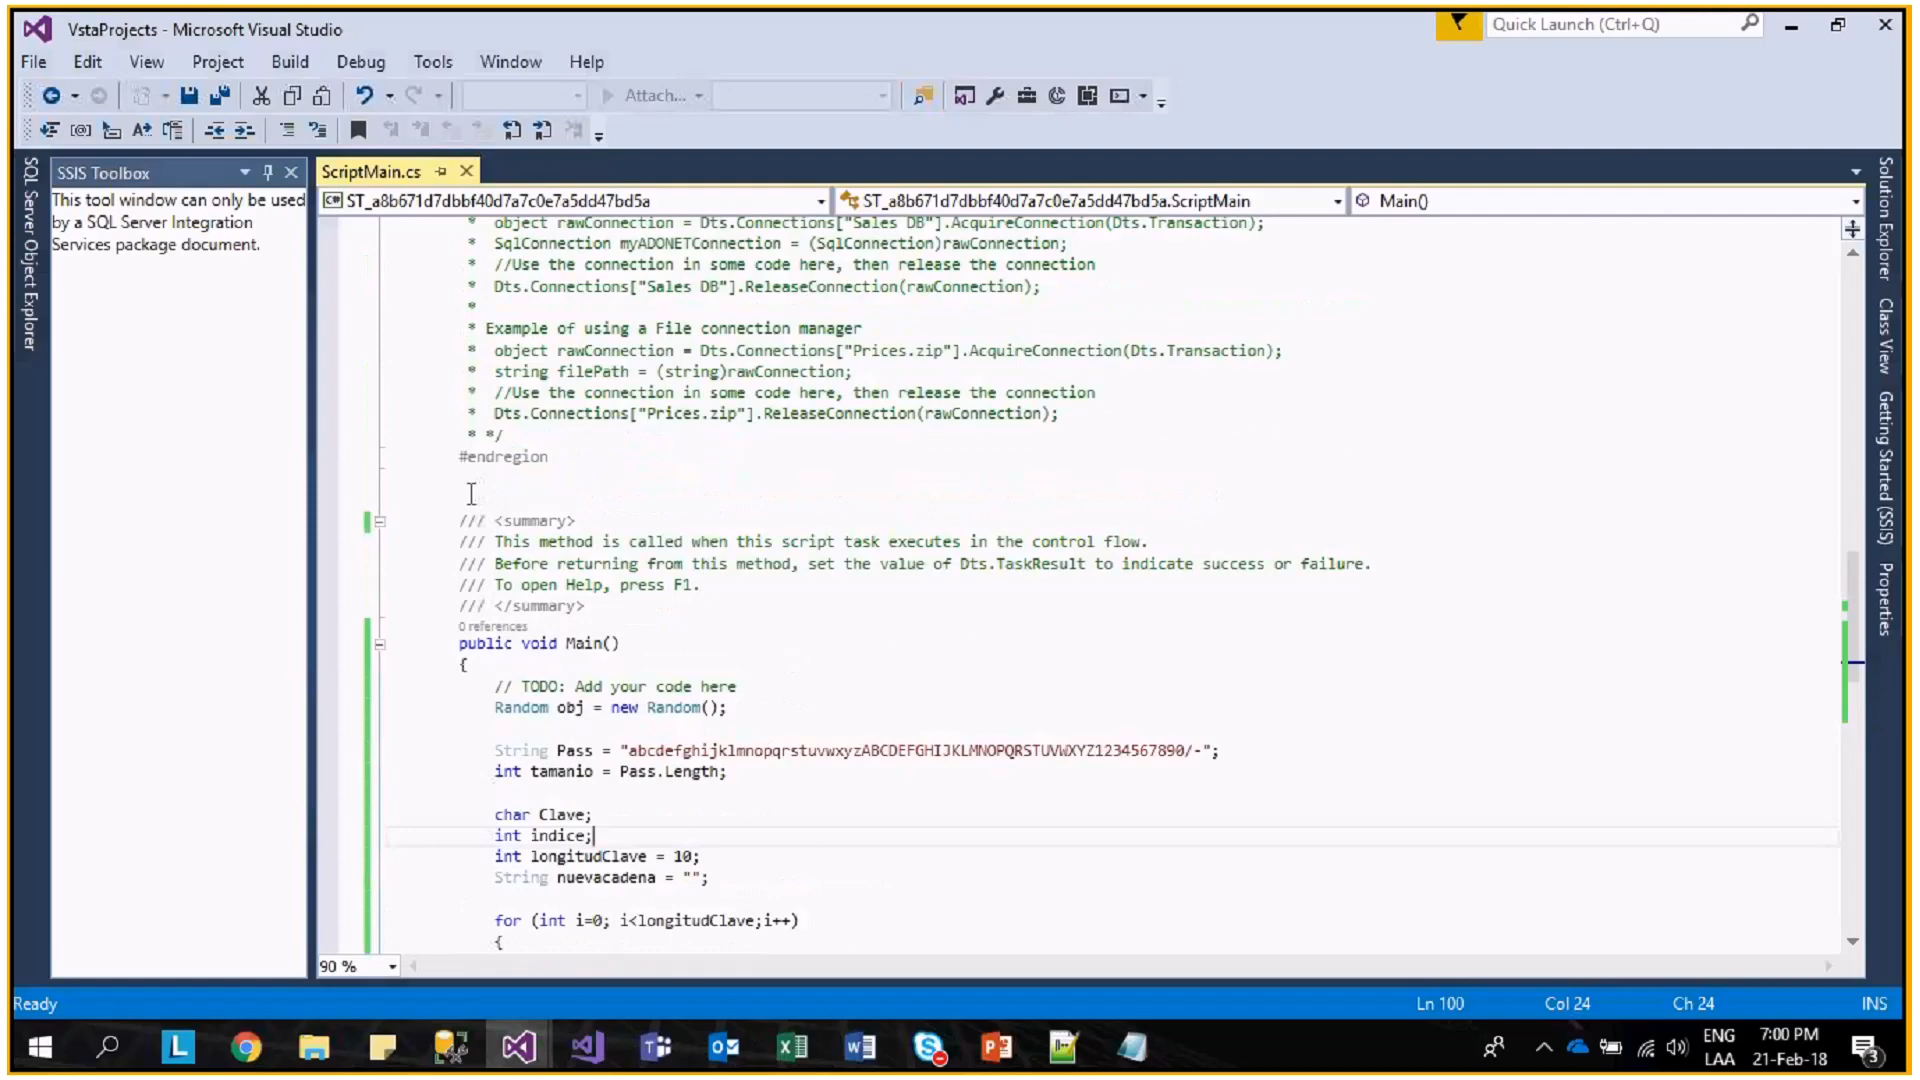 VstaProjects - Microsoft Visual Studio
Quick Launch (Ctrl+Q)
File Edit View Project Build Debug Tools Window Help
Attach...
SSIS Toolbox
This tool window can only be used
by a SQL Server Integration
Services package document.
SQL Server Object Explorer
ScriptMain.cs
ST_a8b671d7dbbf40d7a7c0e7a5dd47bd5a
ST_a8b671d7dbbf40d7a7c0e7a5dd47bd5a.ScriptMain
Main()
* object rawConnection = Dts.Connections["Sales DB"].AcquireConnection(Dts.Transaction);
* SqlConnection myADONETConnection = (SqlConnection)rawConnection;
* //Use the connection in some code here, then release the connection
* Dts.Connections["Sales DB"].ReleaseConnection(rawConnection);
*
* Example of using a File connection manager
* object rawConnection = Dts.Connections["Prices.zip"].AcquireConnection(Dts.Transaction);
* string filePath = (string)rawConnection;
* //Use the connection in some code here, then release the connection
* Dts.Connections["Prices.zip"].ReleaseConnection(rawConnection);
* */
#endregion
/// <summary>
/// This method is called when this script task executes in the control flow.
/// Before returning from this method, set the value of Dts.TaskResult to indicate success or failure.
/// To open Help, press F1.
/// </summary>
0 references
public void Main()
{
// TODO: Add your code here
Random obj = new Random();
String Pass = "abcdefghijklmnopqrstuvwxyzABCDEFGHIJKLMNOPQRSTUVWXYZ1234567890/-";
int tamanio = Pass.Length;
char Clave;
int indice;
int longitudClave = 10;
String nuevacadena = "";
for (int i=0; i<longitudClave;i++)
{
90 %
Solution Explorer
Class View
Getting Started (SSIS)
Properties
Ready
Ln 100
Col 24
Ch 24
INS
ENG
LAA
7:00 PM
21-Feb-18
3